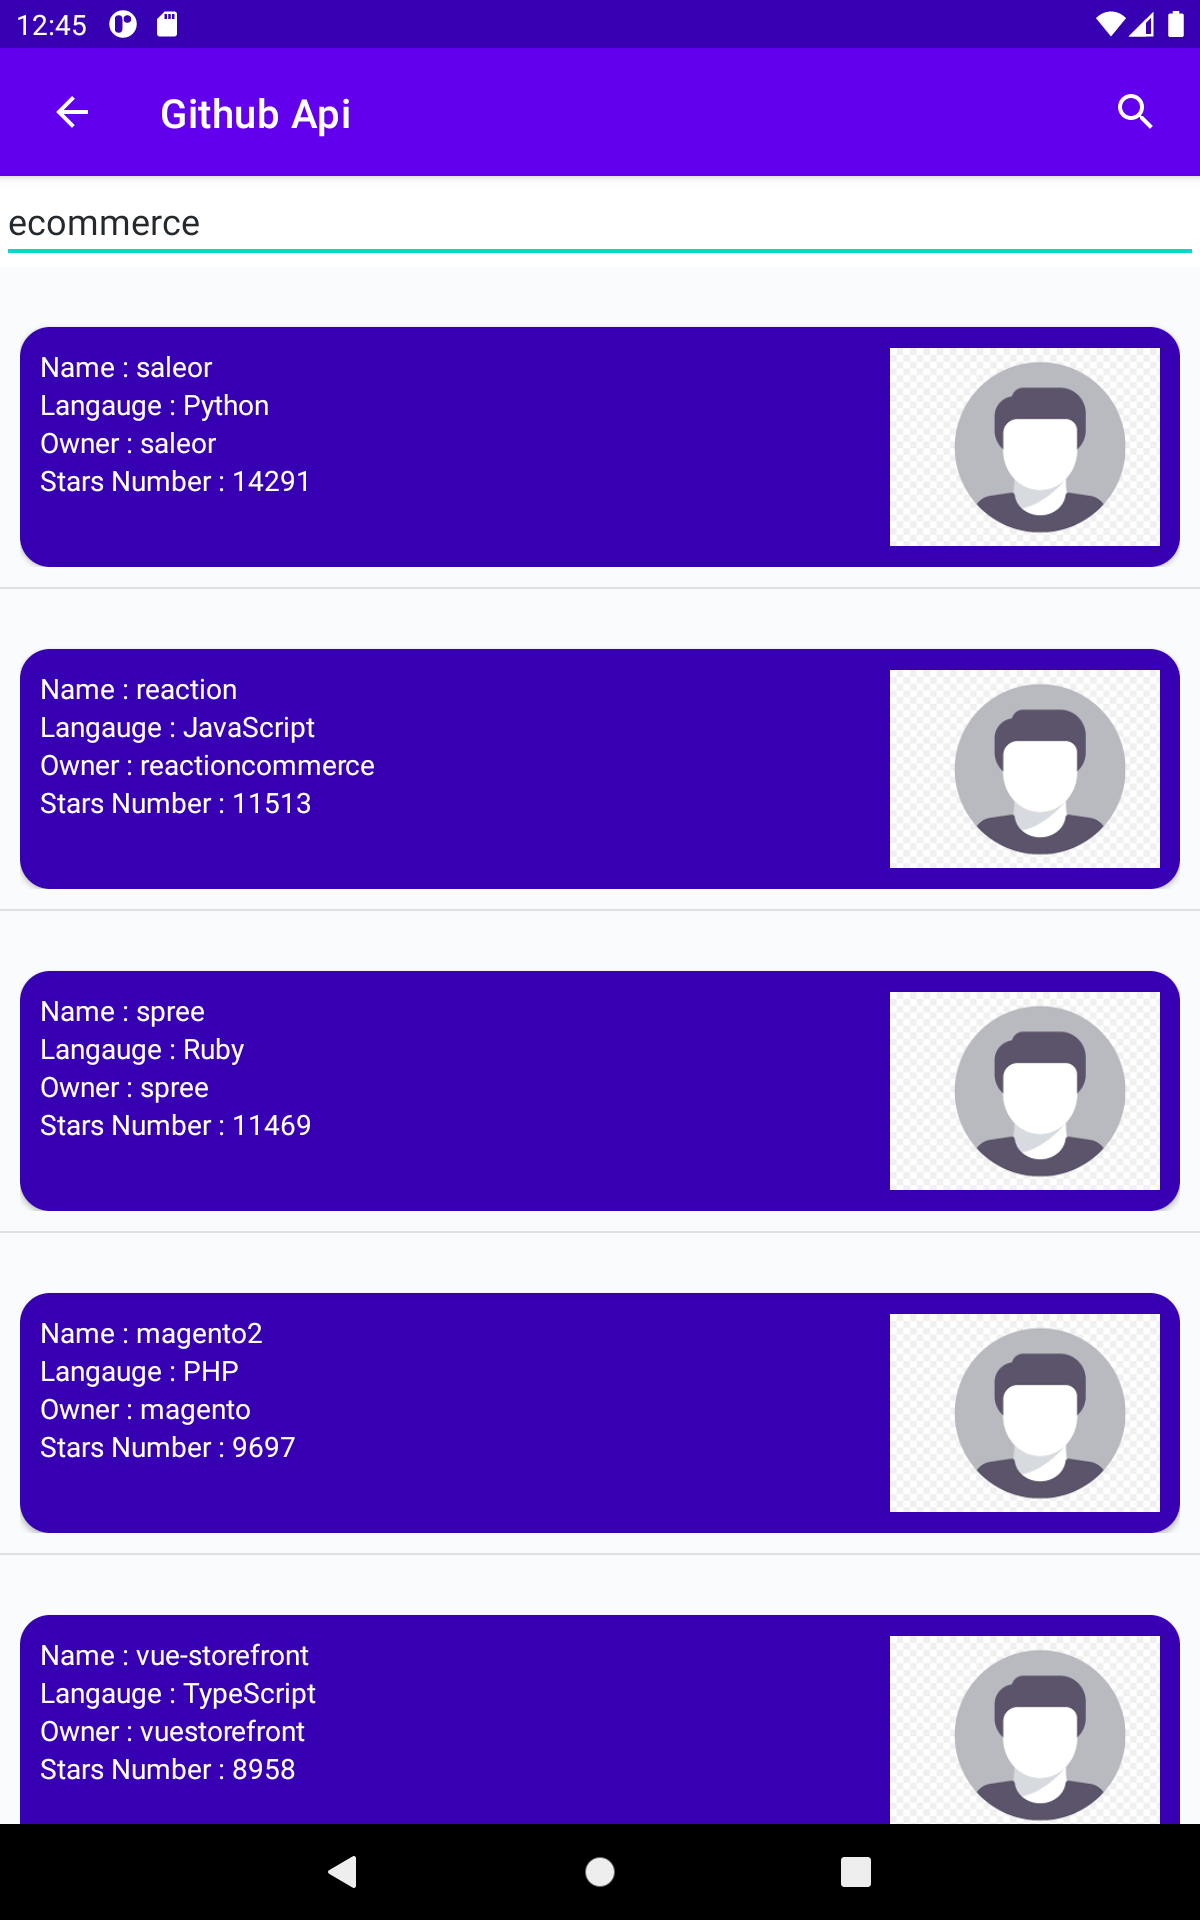 12:45
Github Api
ecommerce
Name : saleor
Langauge : Python
Owner : saleor
Stars Number : 14291
Name : reaction
Langauge : JavaScript
Owner : reactioncommerce
Stars Number : 11513
Name : spree
Langauge : Ruby
Owner : spree
Stars Number : 11469
Name : magento2
Langauge : PHP
Owner : magento
Stars Number : 9697
Name : vue-storefront
Langauge : TypeScript
Owner : vuestorefront
Stars Number : 8958